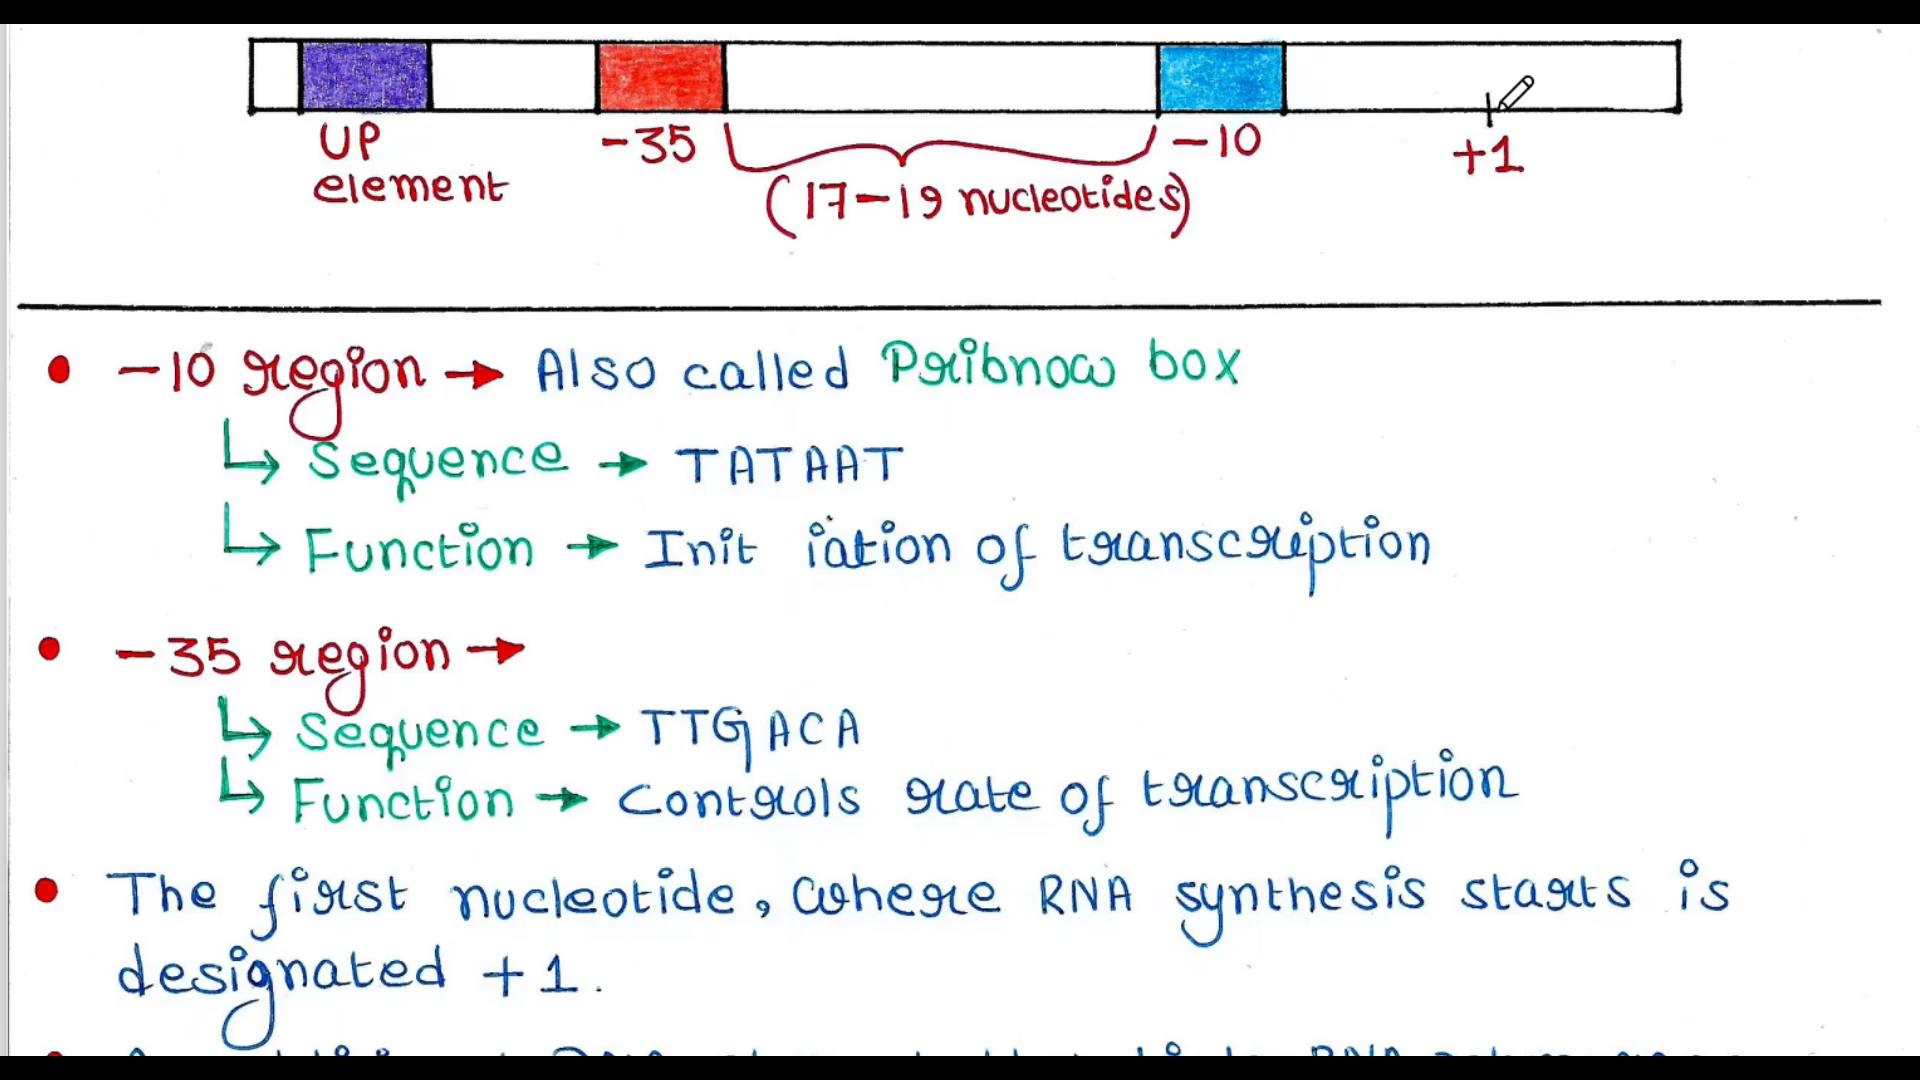 UP -35 -10 +1
element (17-19 nucleotides)
• -10 region → Also called Pribnow box
↳ Sequence → TATAAT
↳ Function → Init iation of transcription
• -35 region →
↳ Sequence → TTGACA
↳ Function → Controls rate of transcription
• The first nucleotide, where RNA synthesis starts is
designated +1.